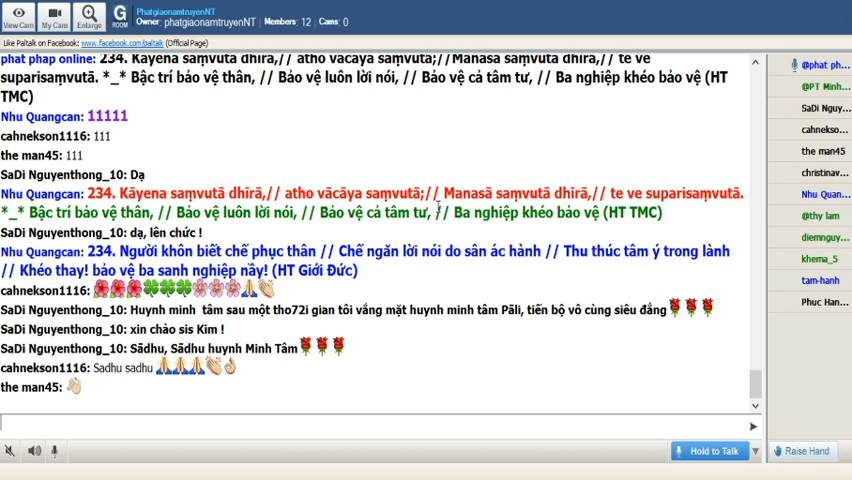 View Cam
My Cam
Enlarge
G
ROOM
PhatgiaonamtruyenNT
Owner: phatgiaonamtruyenNT Members: 12 Cams: 0
Like Paltalk on Facebook: www.facebook.com/paltalk (Official Page)
phat phap online: 234. Kāyena saṃvutā dhīrā,// atho vācāya saṃvutā;//Manasā saṃvutā dhīrā,// te ve
suparisaṃvutā. *_* Bậc trí bảo vệ thân, // Bảo vệ luôn lời nói, // Bảo vệ cả tâm tư, // Ba nghiệp khéo bảo vệ (HT
TMC)
Nhu Quangcan: 11111
cahnekson1116: 111
the man45: 111
SaDi Nguyenthong_10: Dạ
Nhu Quangcan: 234. Kāyena saṃvutā dhīrā,// atho vācāya saṃvutā;// Manasā saṃvutā dhīrā,// te ve suparisaṃvutā.
*_* Bậc trí bảo vệ thân, // Bảo vệ luôn lời nói, // Bảo vệ cả tâm tư, // Ba nghiệp khéo bảo vệ (HT TMC)
SaDi Nguyenthong_10: dạ, lên chức !
Nhu Quangcan: 234. Người khôn biết chế phục thân // Chế ngăn lời nói do sân ác hành // Thu thúc tâm ý trong lành
// Khéo thay! bảo vệ ba sanh nghiệp nầy! (HT Giới Đức)
cahnekson1116:
SaDi Nguyenthong_10: Huynh minh tâm sau một tho72i gian tôi vắng mặt huynh minh tâm Pāli, tiến bộ vô cùng siêu đẳng
SaDi Nguyenthong_10: xin chào sis Kim !
SaDi Nguyenthong_10: Sādhu, Sādhu huynh Minh Tâm
cahnekson1116: Sadhu sadhu
the man45:
@phat ph...
@PT Minh...
SaDi Nguy...
cahnekso...
the man45
christinav...
Nhu Quan...
@thy lam
diemnguy...
khema_5
tam-hanh
Phuc Han...
Hold to Talk
Raise Hand